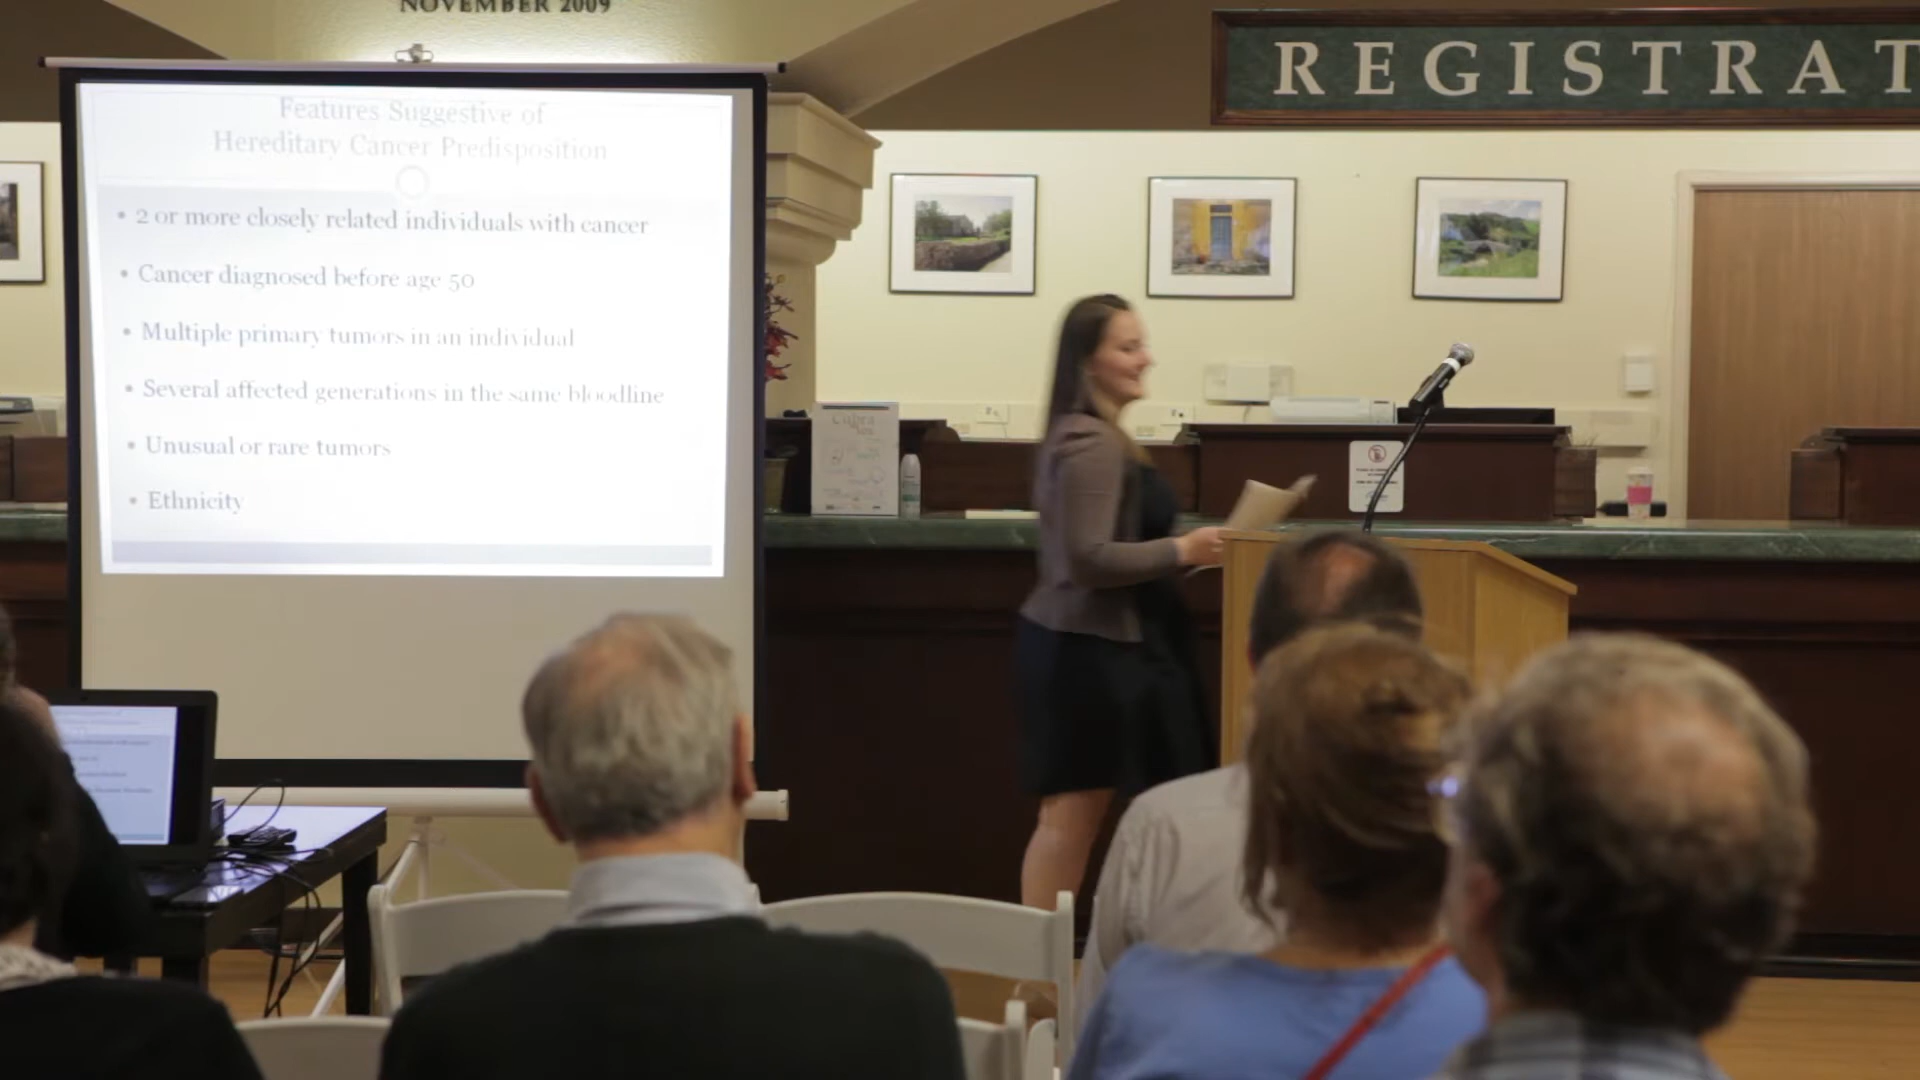 NOVEMBER 2009
REGISTRAT
Features Suggestive of
Hereditary Cancer Predisposition
• 2 or more closely related individuals with cancer
• Cancer diagnosed before age 50
• Multiple primary tumors in an individual
• Several affected generations in the same bloodline
• Unusual or rare tumors
• Ethnicity